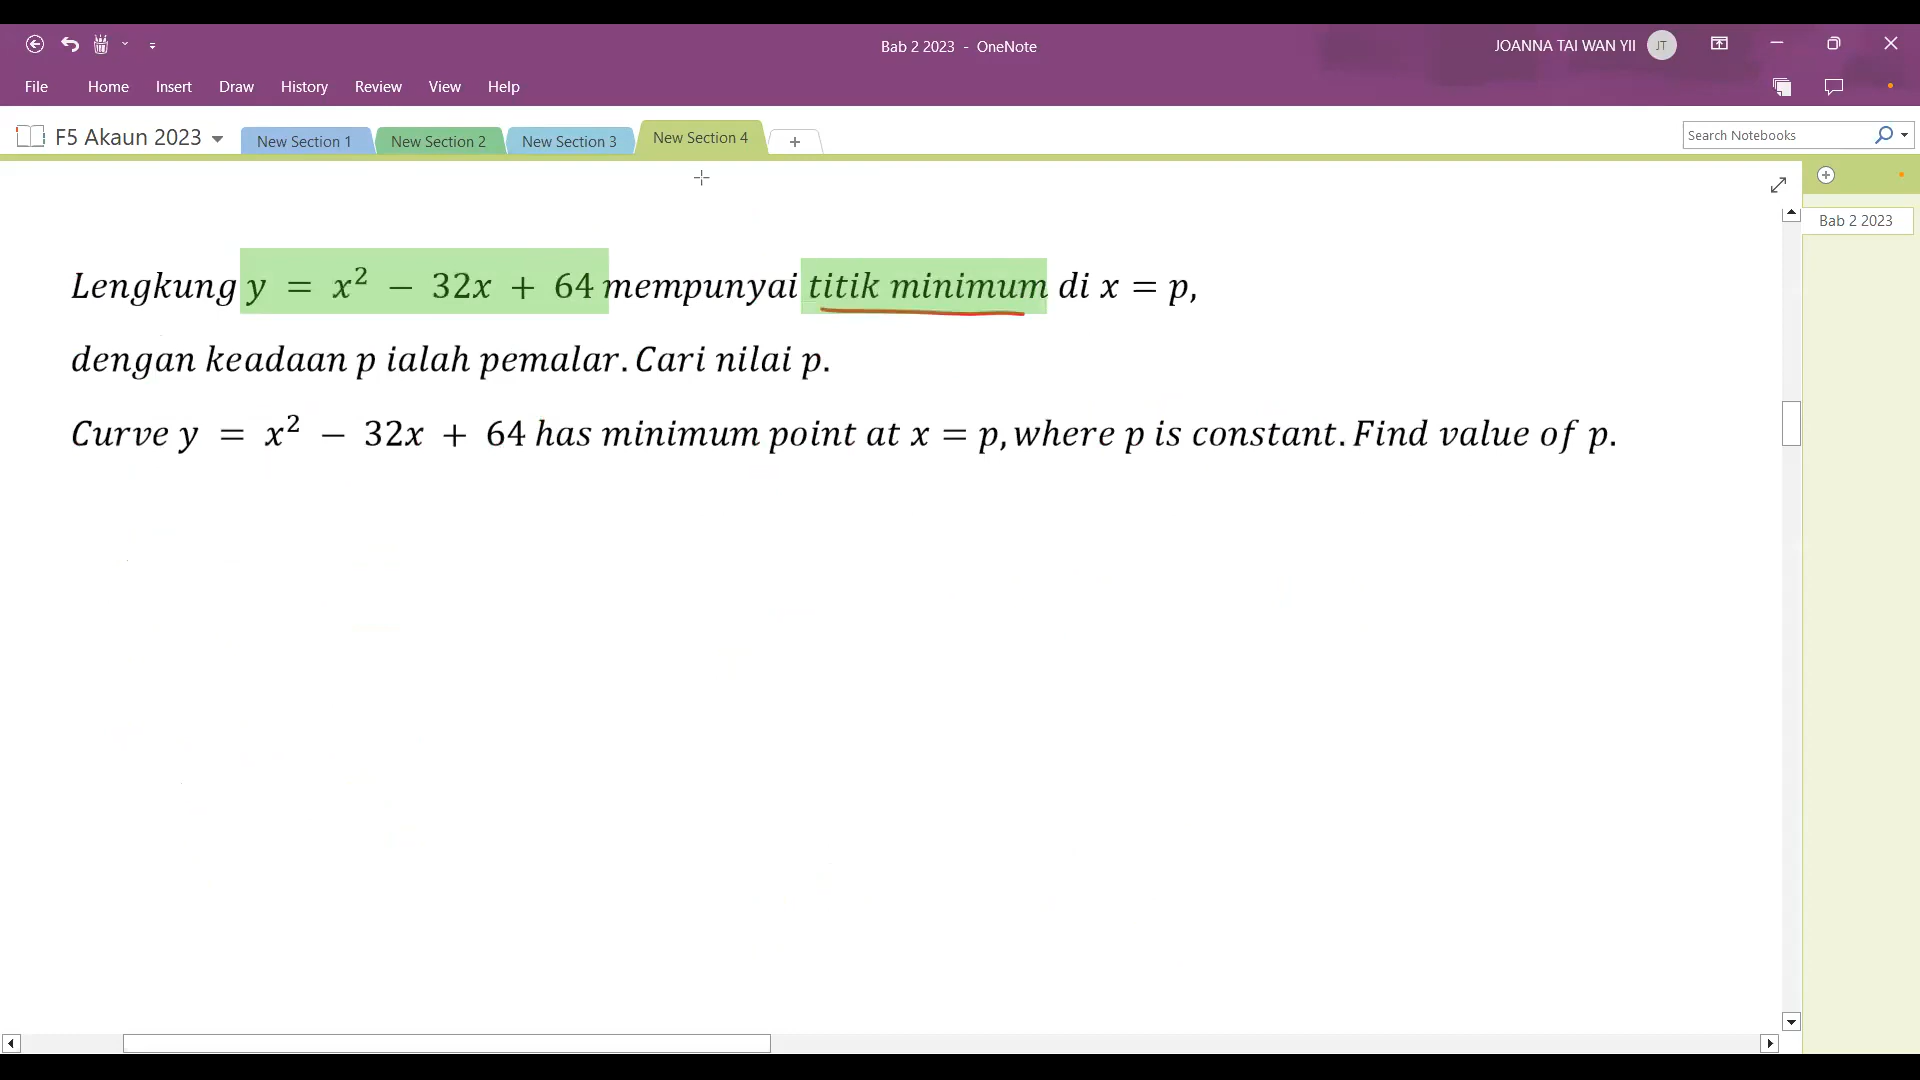 Bab 2 2023 - OneNote
JOANNA TAI WAN YII
JT
File Home Insert Draw History Review View Help
F5 Akaun 2023
New Section 1
New Section 2
New Section 3
New Section 4
Search Notebooks
Bab 2 2023
Lengkung y = x² − 32x + 64 mempunyai titik minimum di x = p,
dengan keadaan p ialah pemalar. Cari nilai p.
Curve y = x² − 32x + 64 has minimum point at x = p, where p is constant. Find value of p.